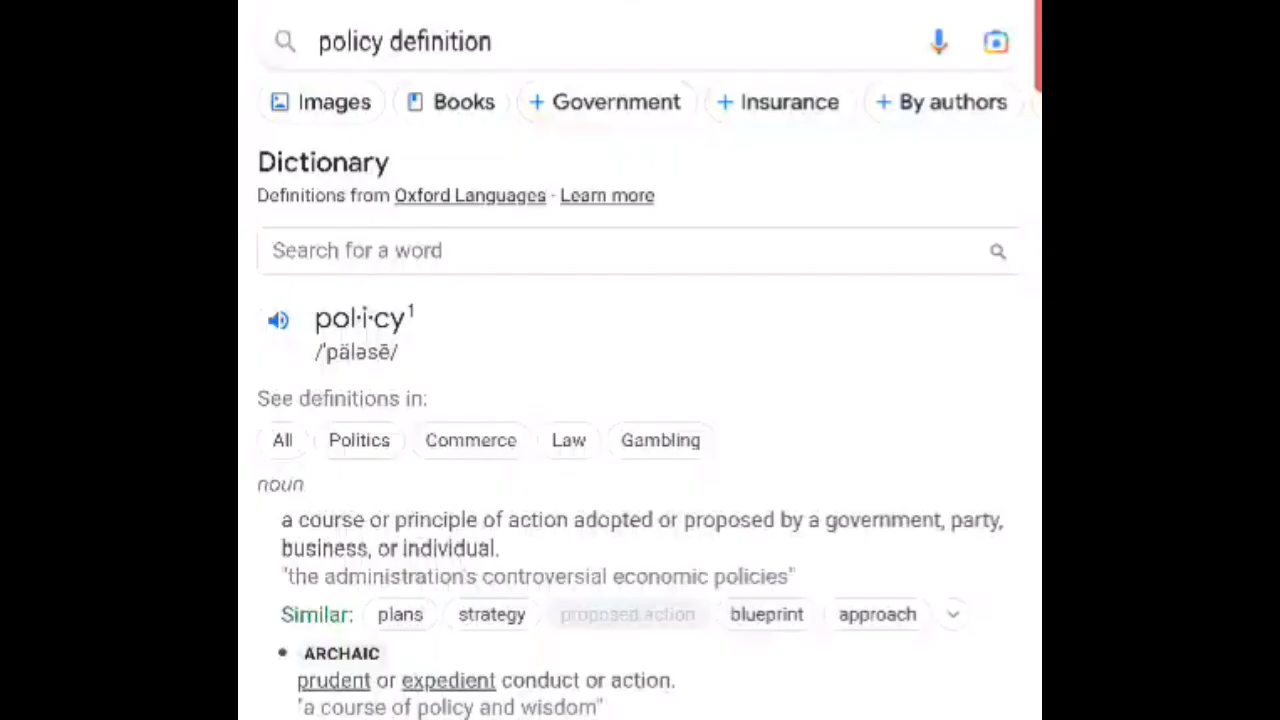 policy definition
Images Books + Government + Insurance + By authors
Dictionary
Definitions from Oxford Languages · Learn more
Search for a word
pol·i·cy¹
/ˈpäləsē/
See definitions in:
All Politics Commerce Law Gambling
noun
a course or principle of action adopted or proposed by a government, party,
business, or individual.
"the administration's controversial economic policies"
Similar: plans strategy proposed action blueprint approach
• ARCHAIC
prudent or expedient conduct or action.
"a course of policy and wisdom"